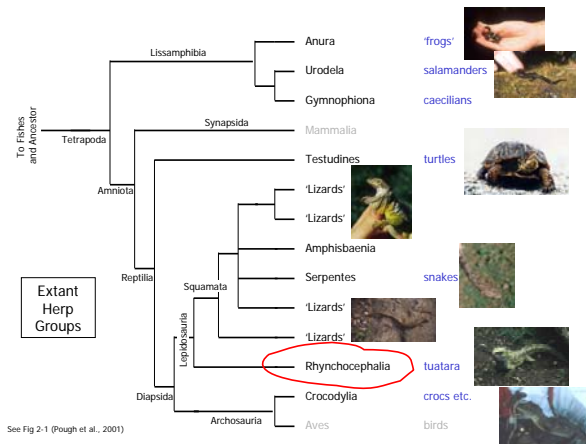 Lissamphibia
Anura 'frogs'
Urodela salamanders
Gymnophiona caecilians
To Fishes
and Ancestor
Tetrapoda
Synapsida
Mammalia
Testudines turtles
Amniota
'Lizards'
'Lizards'
Amphisbaenia
Reptilia
Squamata
Serpentes snakes
Extant
Herp
Groups
'Lizards'
Lepidosauria
'Lizards'
Rhynchocephalia tuatara
Diapsida
Crocodylia crocs etc.
Archosauria
Aves birds
See Fig 2-1 (Pough et al., 2001)